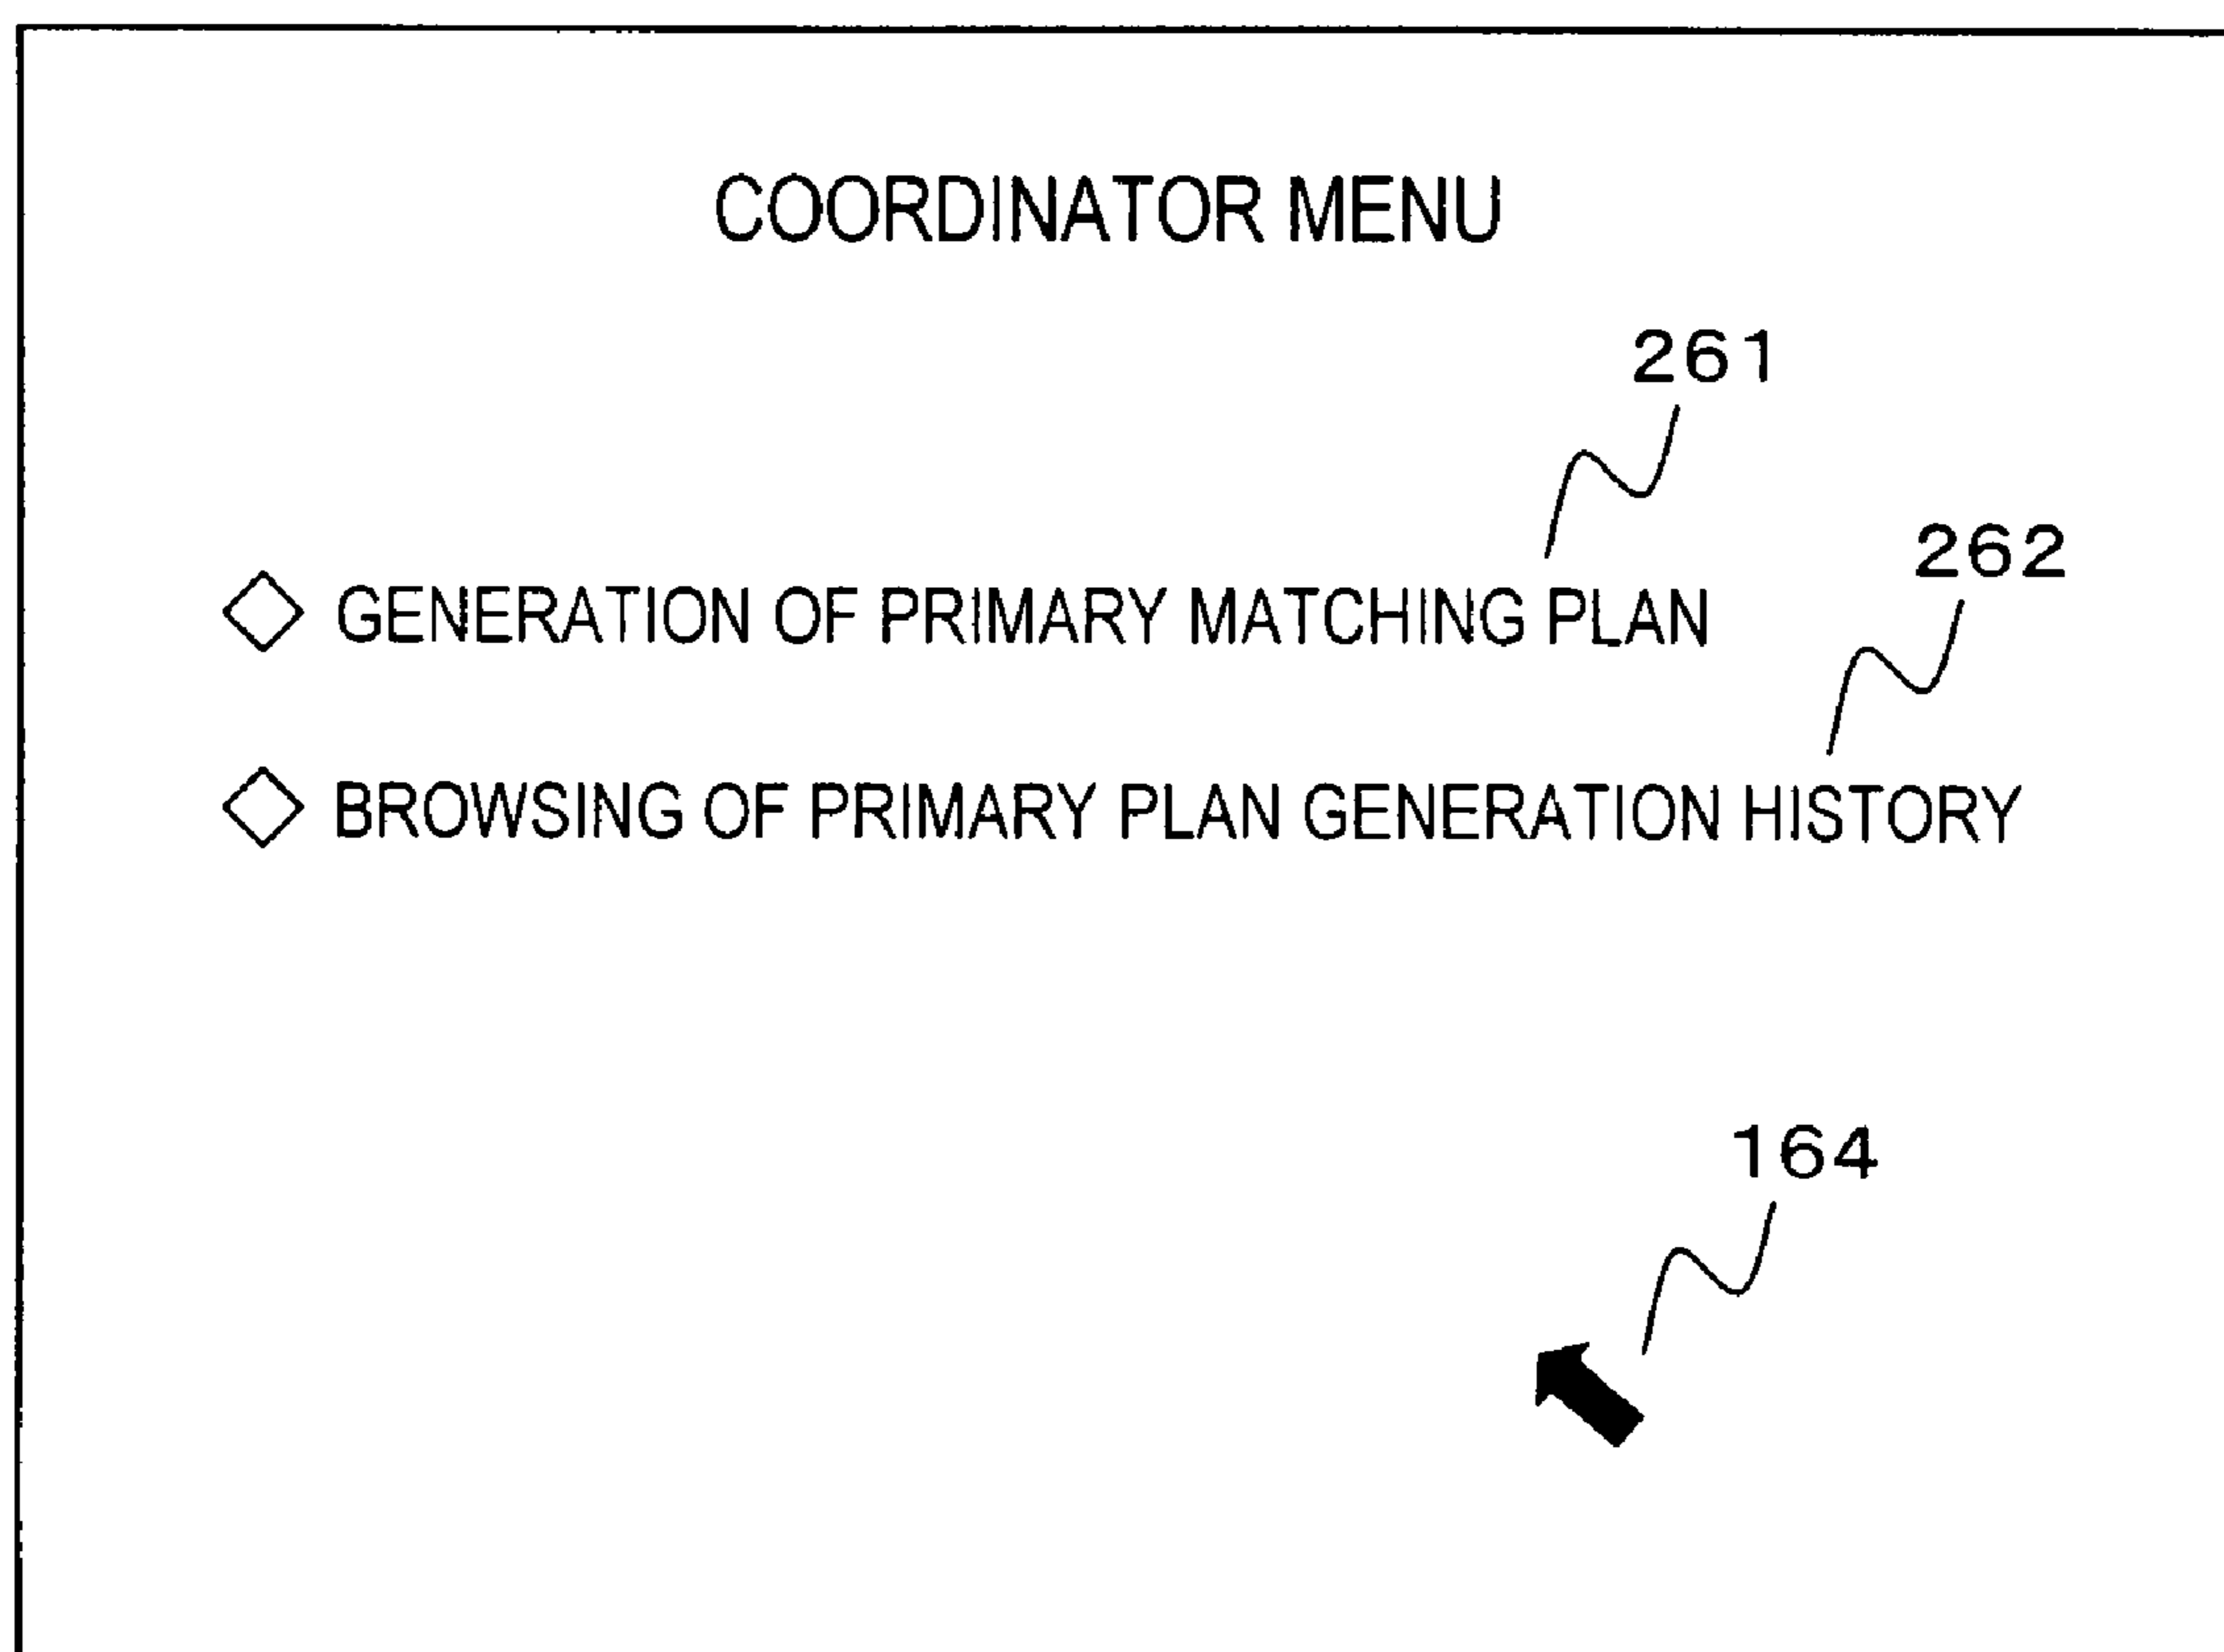 COORDINATOR MENU
261
262
◇ GENERATION OF PRIMARY MATCHING PLAN
◇ BROWSING OF PRIMARY PLAN GENERATION HISTORY
164